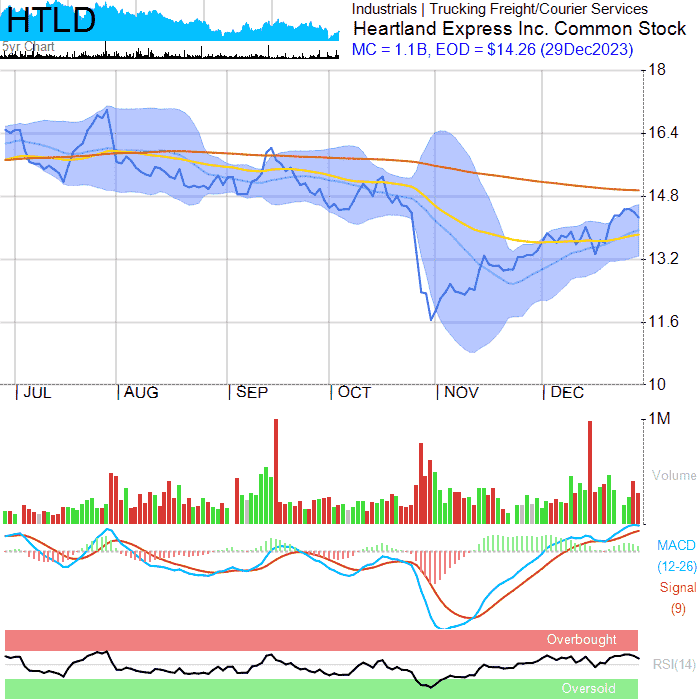 HTLD
5yr Chart
Industrials | Trucking Freight/Courier Services
Heartland Express Inc. Common Stock
MC = 1.1B, EOD = $14.26 (29Dec2023)
18
16.4
14.8
13.2
11.6
10
| JUL | AUG | SEP | OCT | NOV | DEC
1M
Volume
MACD
(12-26)
Signal
(9)
Overbought
RSI(14)
Oversold